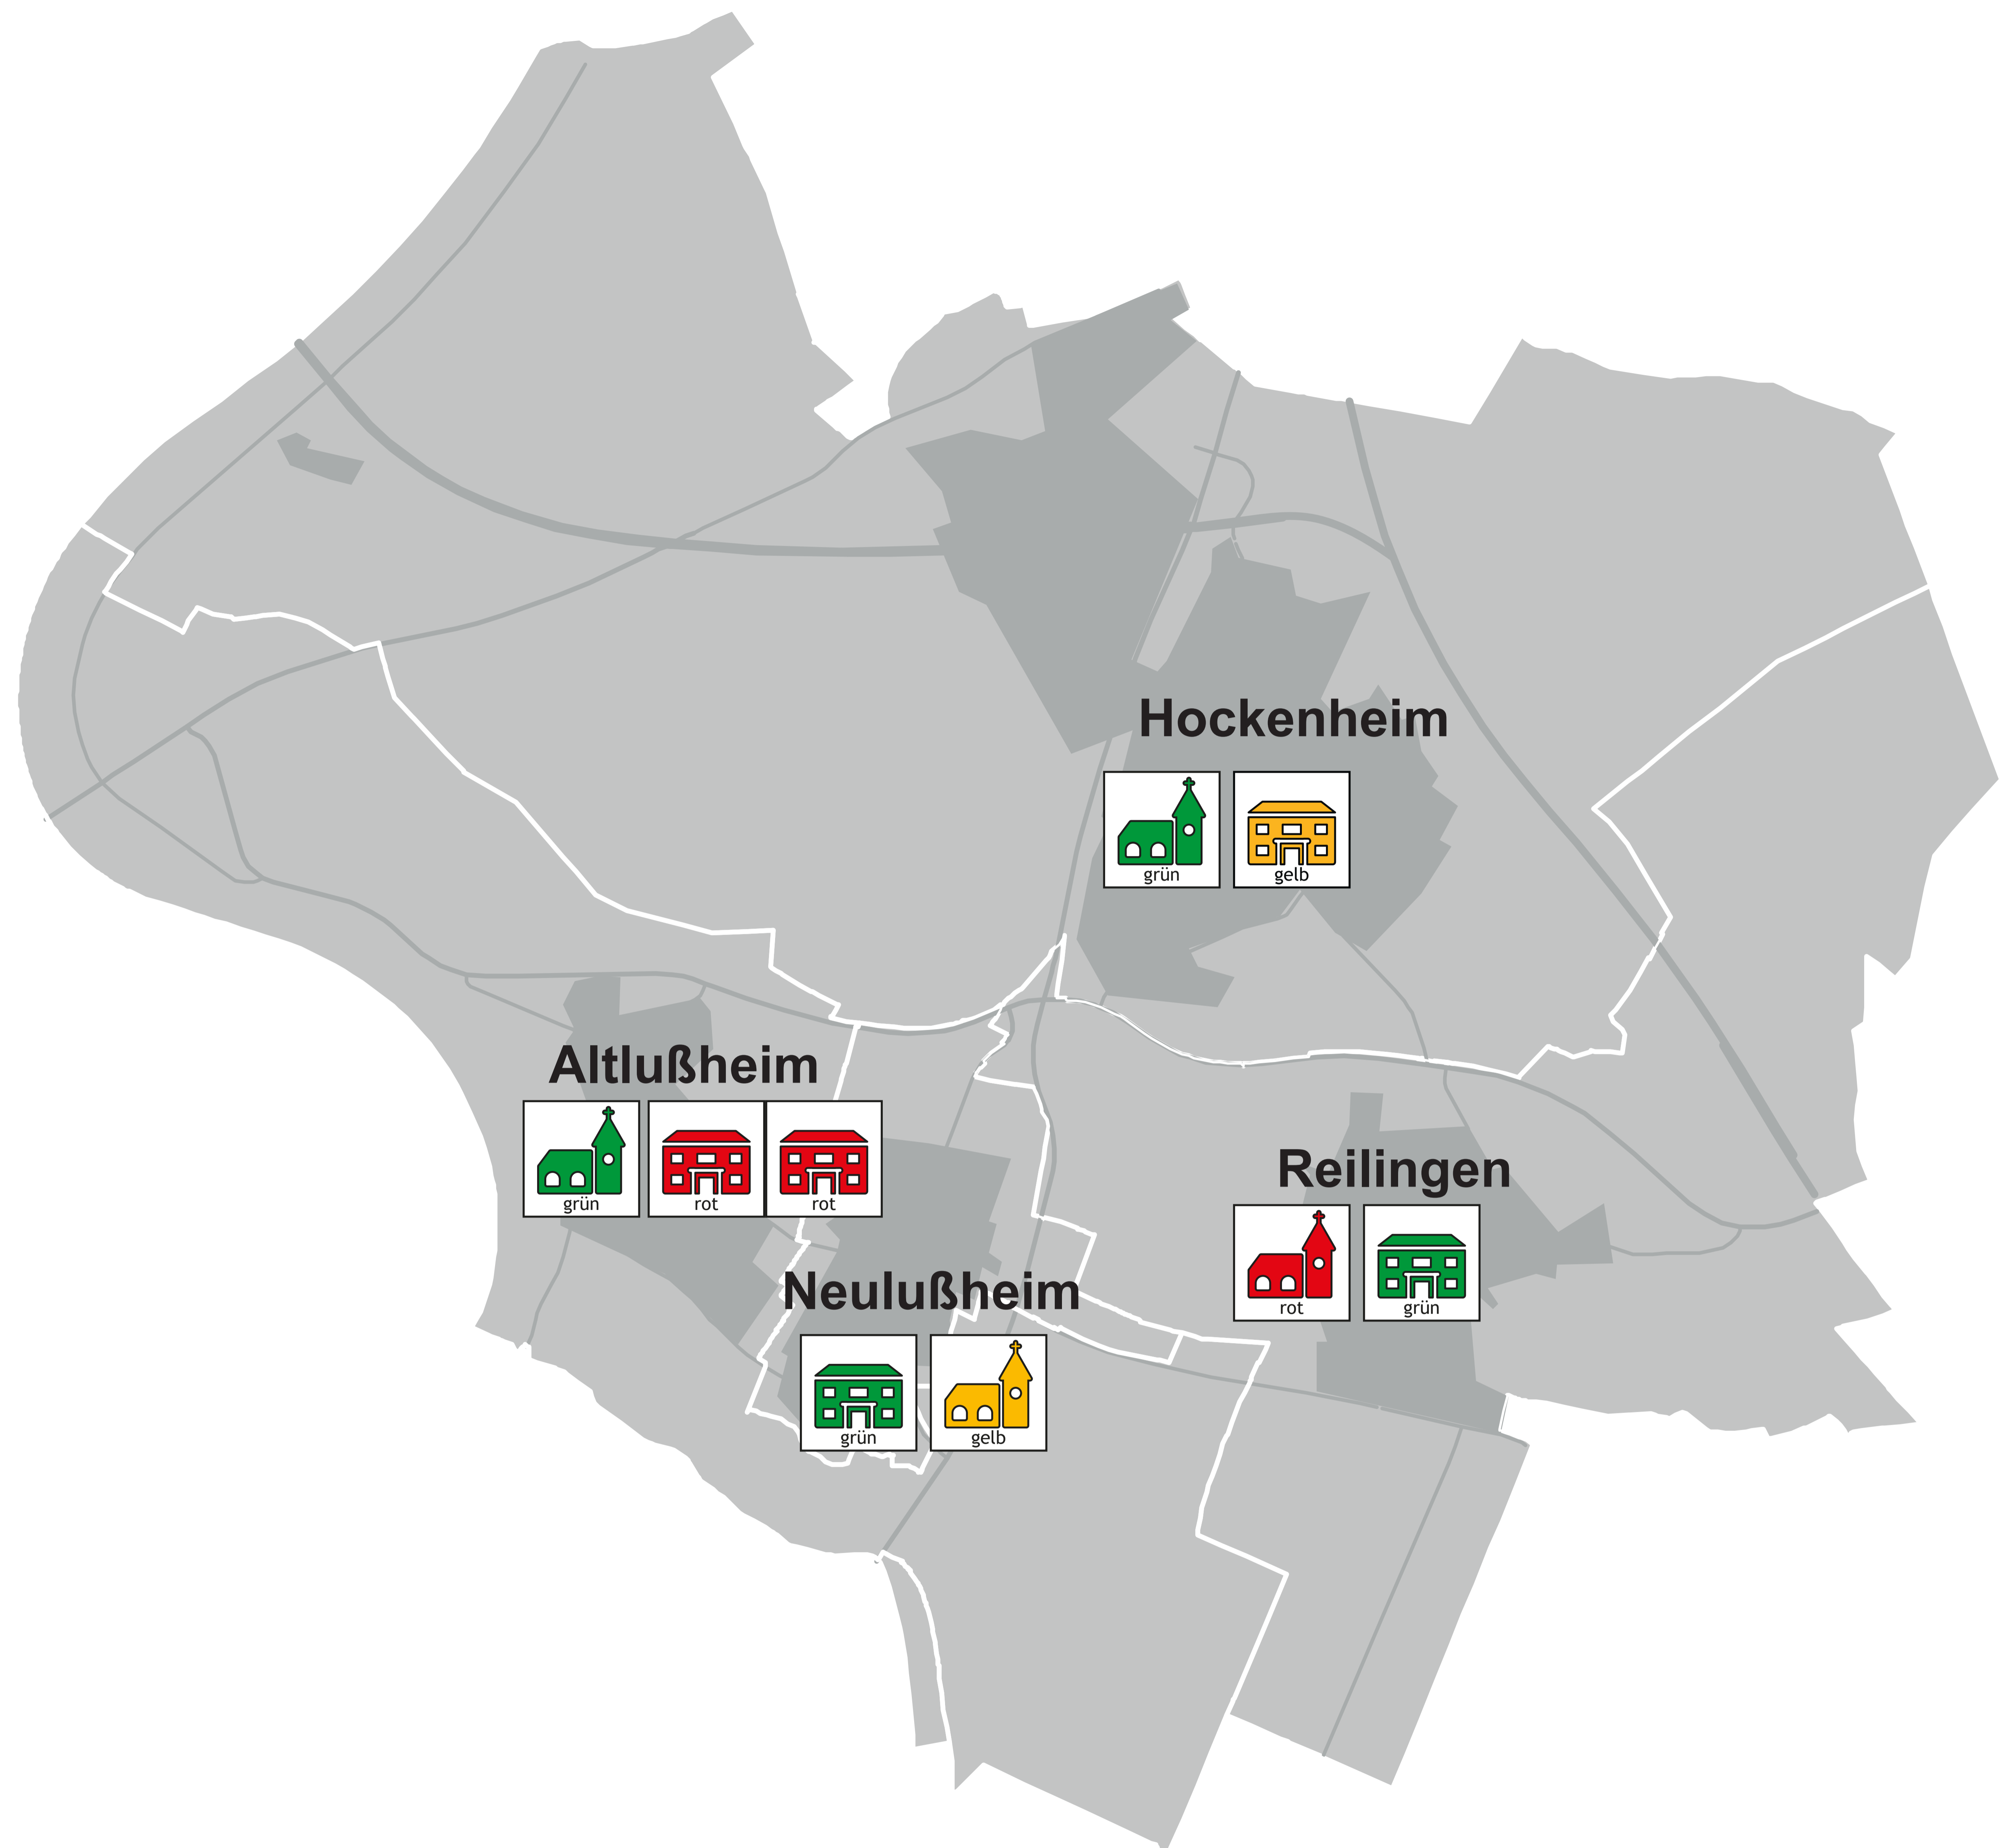 Hockenheim
grün gelb
Altlußheim
grün rot rot
Reilingen
rot grün
Neulußheim
grün gelb